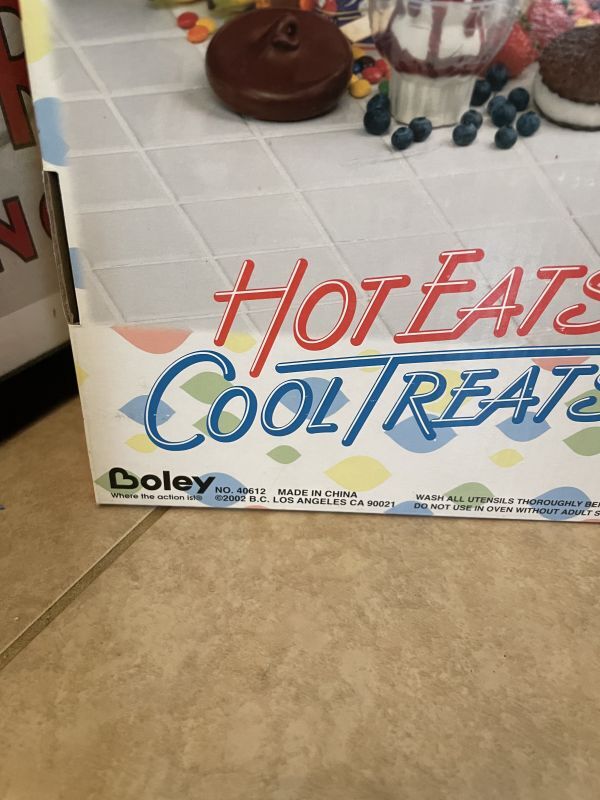 HOT EATS
COOL TREATS
Boley
Where the action is!®
NO. 40612 MADE IN CHINA
©2002 B.C. LOS ANGELES CA 90021
WASH ALL UTENSILS THOROUGHLY
DO NOT USE IN OVEN WITHOUT ADULT